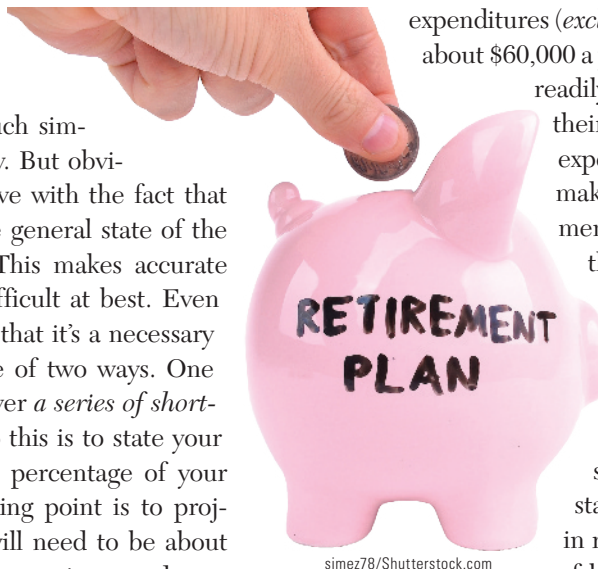 uch sim-
y. But obvi-
ve with the fact that
general state of the
This makes accurate
fficult at best. Even
that it's a necessary
of two ways. One
ver a series of short-
this is to state your
percentage of your
ing point is to proj-
ill need to be about
expenditures (exc
about $60,000 a
readily
their
expe
mak
men
th
RETIREMENT
PLAN
s
sta
in r
simez78/Shutterstock.com